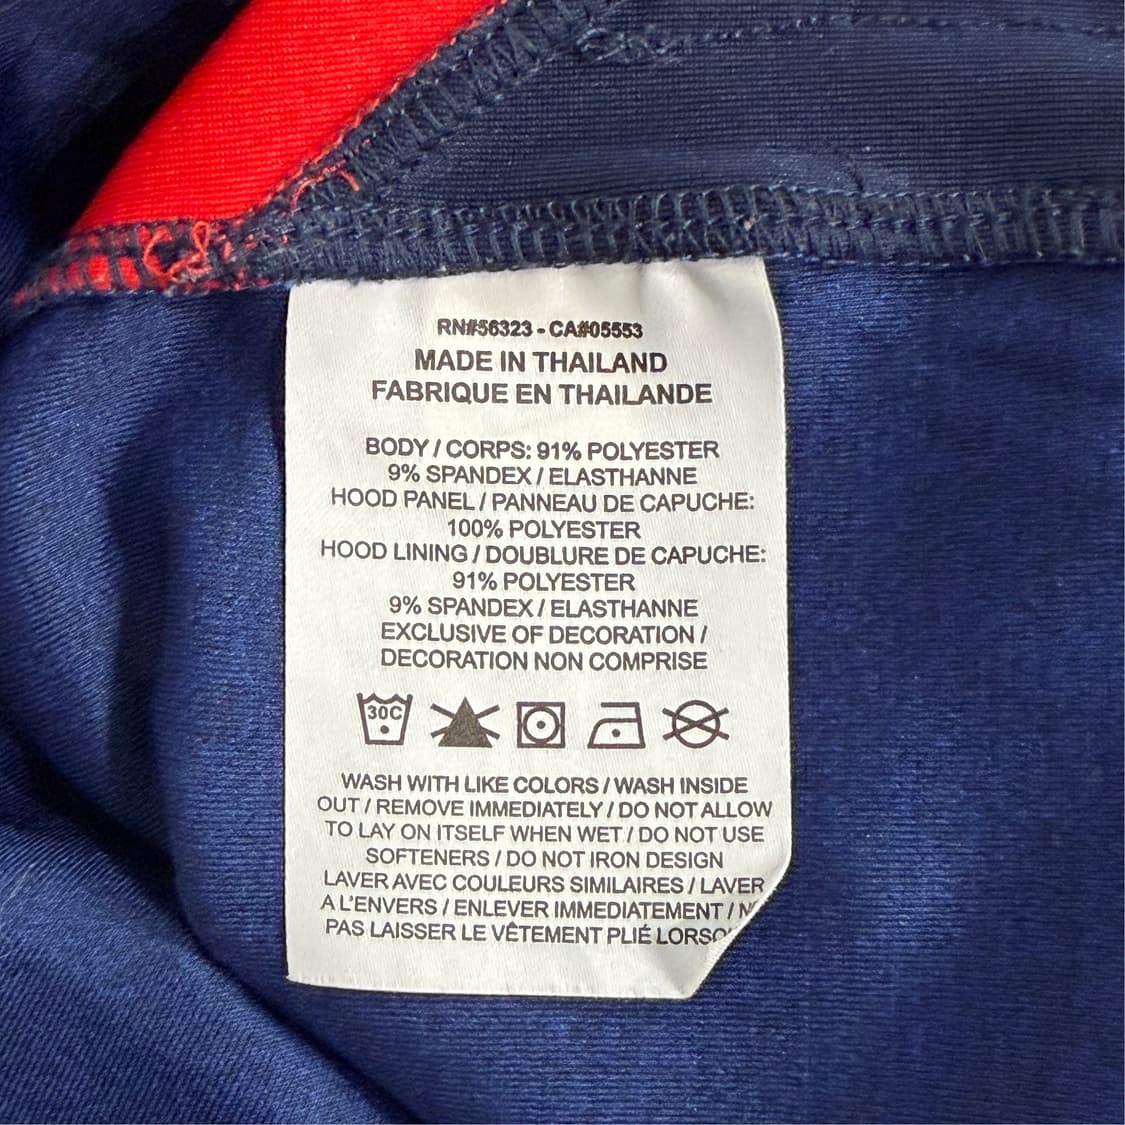 RN#56323 - CA#05553
MADE IN THAILAND
FABRIQUE EN THAILANDE
BODY / CORPS: 91% POLYESTER
9% SPANDEX / ELASTHANNE
HOOD PANEL / PANNEAU DE CAPUCHE:
100% POLYESTER
HOOD LINING / DOUBLURE DE CAPUCHE:
91% POLYESTER
9% SPANDEX / ELASTHANNE
EXCLUSIVE OF DECORATION /
DECORATION NON COMPRISE
30C
WASH WITH LIKE COLORS / WASH INSIDE
OUT / REMOVE IMMEDIATELY / DO NOT ALLOW
TO LAY ON ITSELF WHEN WET / DO NOT USE
SOFTENERS / DO NOT IRON DESIGN
LAVER AVEC COULEURS SIMILAIRES / LAVER
A L'ENVERS / ENLEVER IMMEDIATEMENT /
PAS LAISSER LE VÊTEMENT PLIÉ